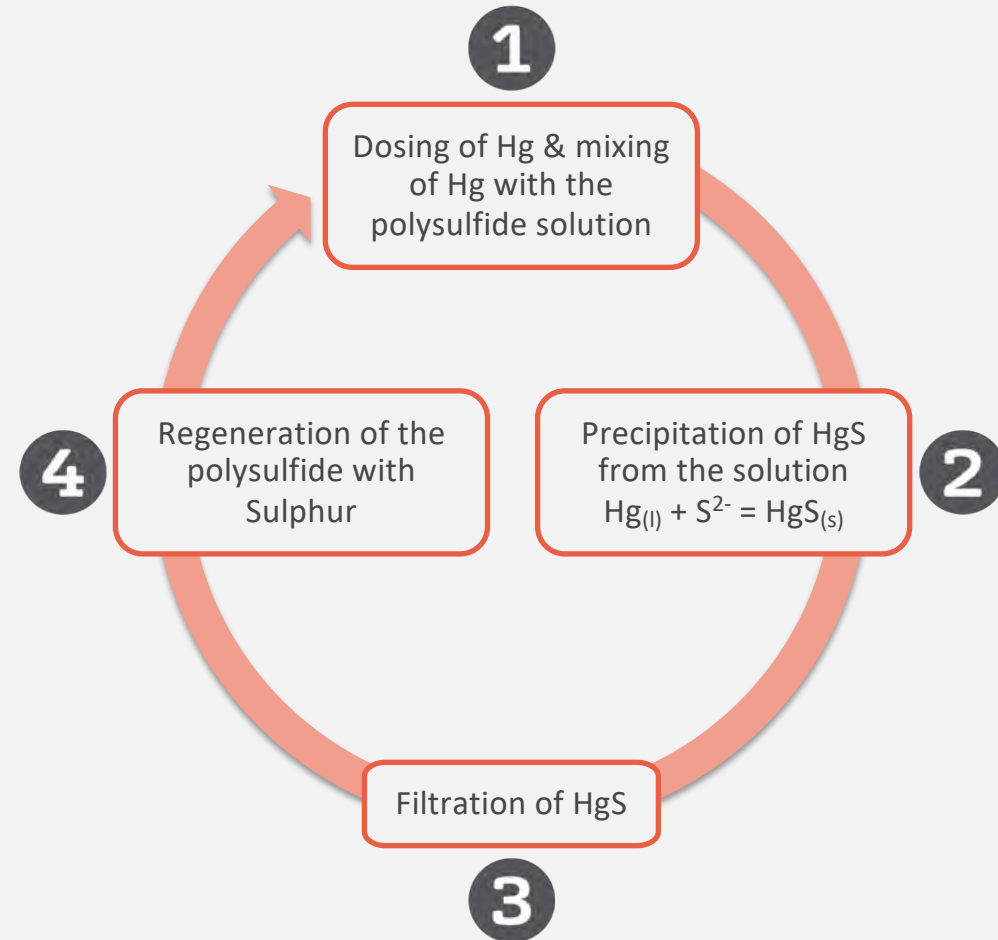 1
Dosing of Hg & mixing
of Hg with the
polysulfide solution
2
Precipitation of HgS
from the solution
Hg(l) + S2- = HgS(s)
3
Filtration of HgS
4
Regeneration of the
polysulfide with
Sulphur